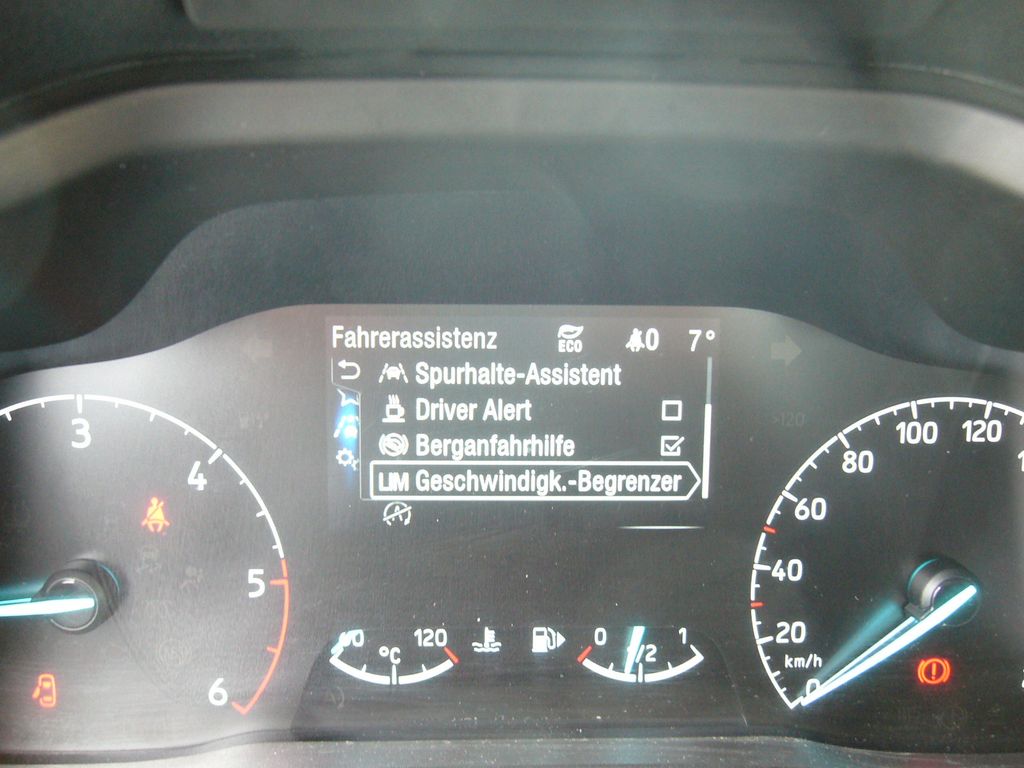 Fahrerassistenz ECO 0 7°
Spurhalte-Assistent
Driver Alert
Berganfahrhilfe
LIM Geschwindigk.-Begrenzer
A
3
4
5
6
120
°C
0 1/2 1
0 20 40 60 80 100 120
km/h